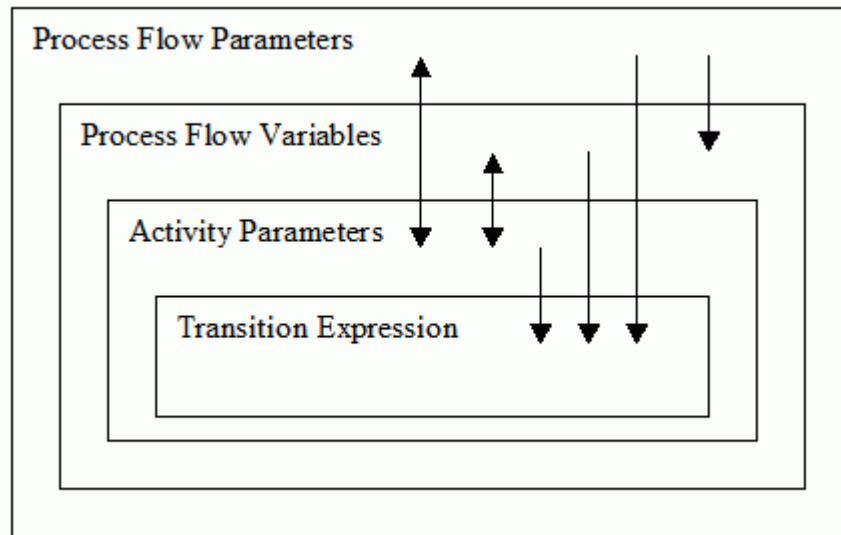 Process Flow Parameters
Process Flow Variables
Activity Parameters
Transition Expression